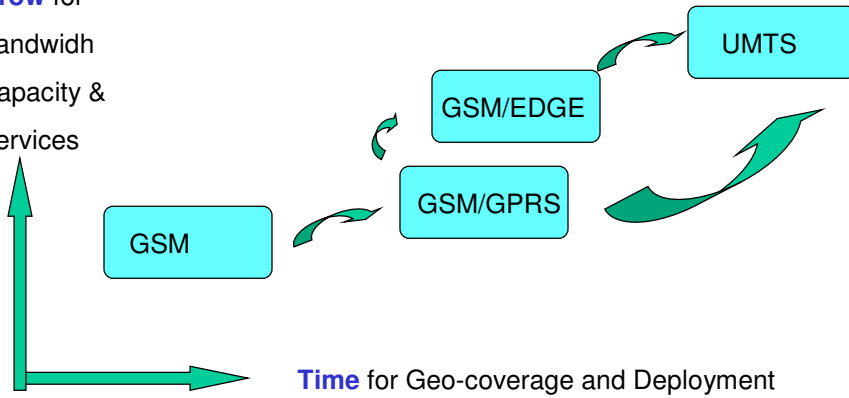 row for
andwidh
apacity &
ervices
UMTS
GSM/EDGE
GSM/GPRS
GSM
Time for Geo-coverage and Deployment